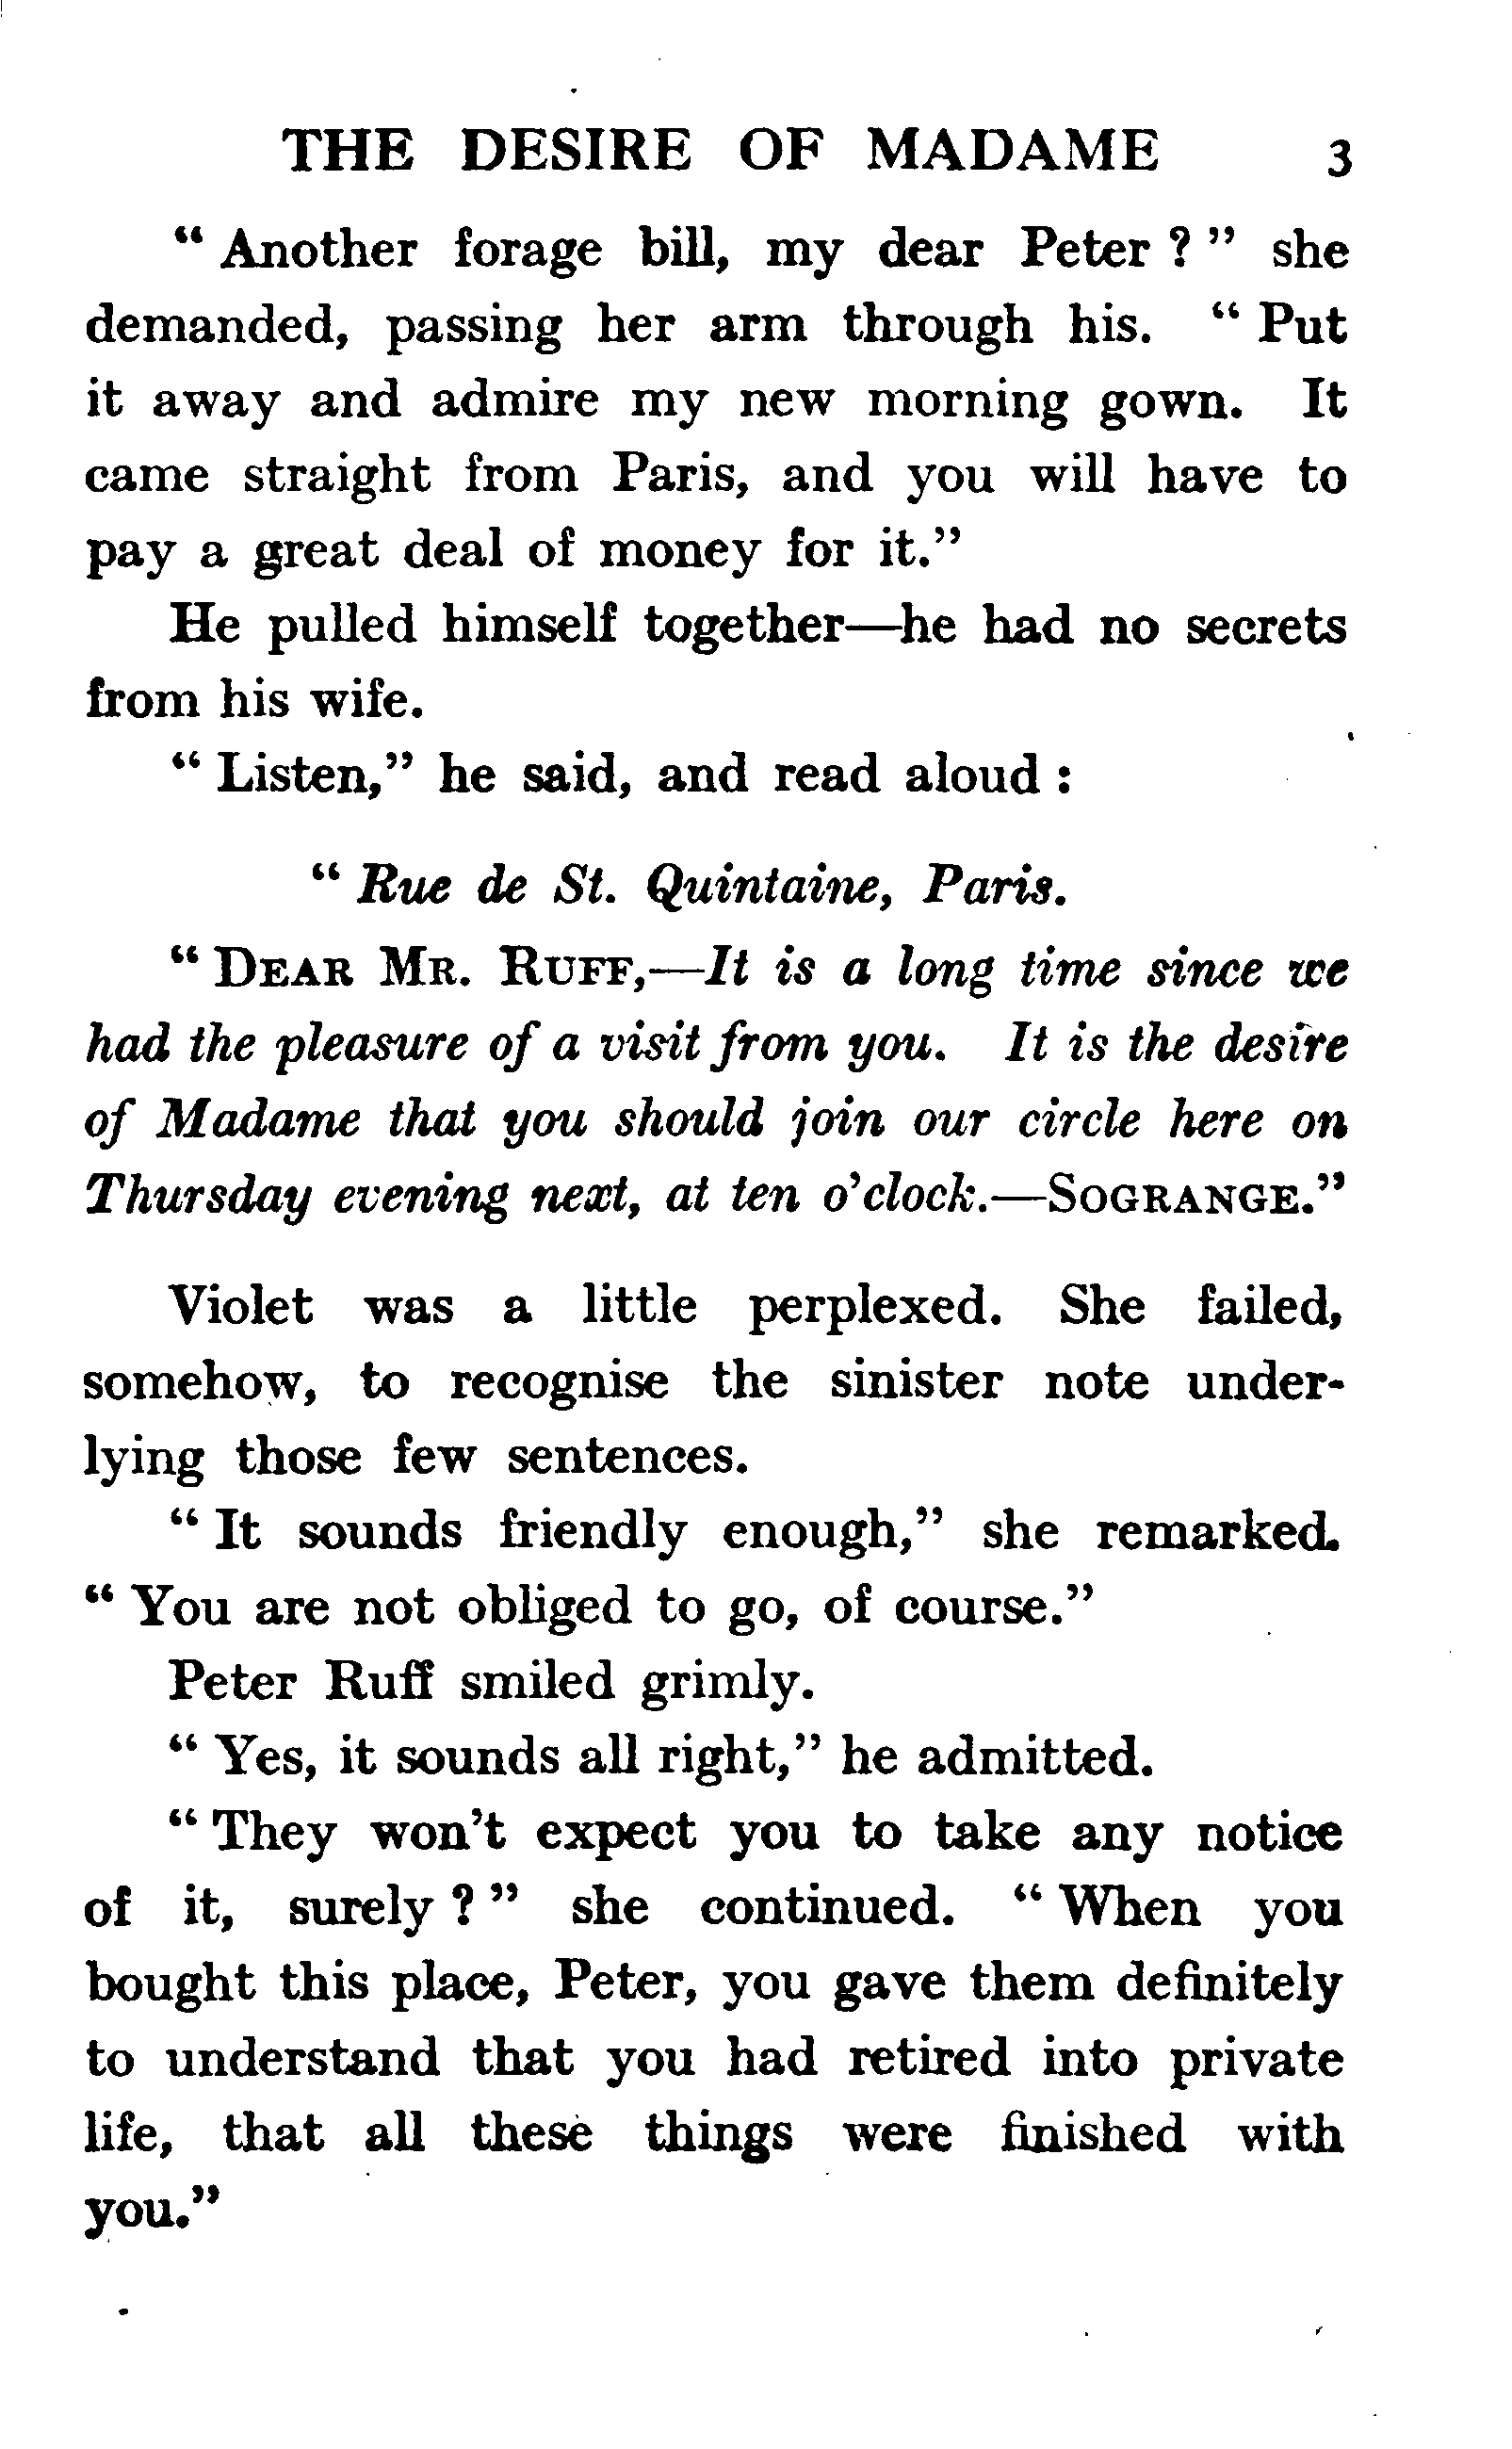 THE DESIRE OF MADAME 3
“ Another forage bill, my dear Peter ? ” she
demanded, passing her arm through his. “ Put
it away and admire my new morning gown. It
came straight from Paris, and you will have to
pay a great deal of money for it.”
He pulled himself together—he had no secrets
from his wife.
“ Listen,” he said, and read aloud :
“ Rue de St. Quintaine, Paris.
“ DEAR MR. RUFF,—It is a long time since we
had the pleasure of a visit from you. It is the desire
of Madame that you should join our circle here on
Thursday evening next, at ten o’clock.—SOGRANGE.”
Violet was a little perplexed. She failed,
somehow, to recognise the sinister note under-
lying those few sentences.
“ It sounds friendly enough,” she remarked.
“ You are not obliged to go, of course.”
Peter Ruff smiled grimly.
“ Yes, it sounds all right,” he admitted.
“ They won’t expect you to take any notice
of it, surely ? ” she continued. “ When you
bought this place, Peter, you gave them definitely
to understand that you had retired into private
life, that all these things were finished with
you.”